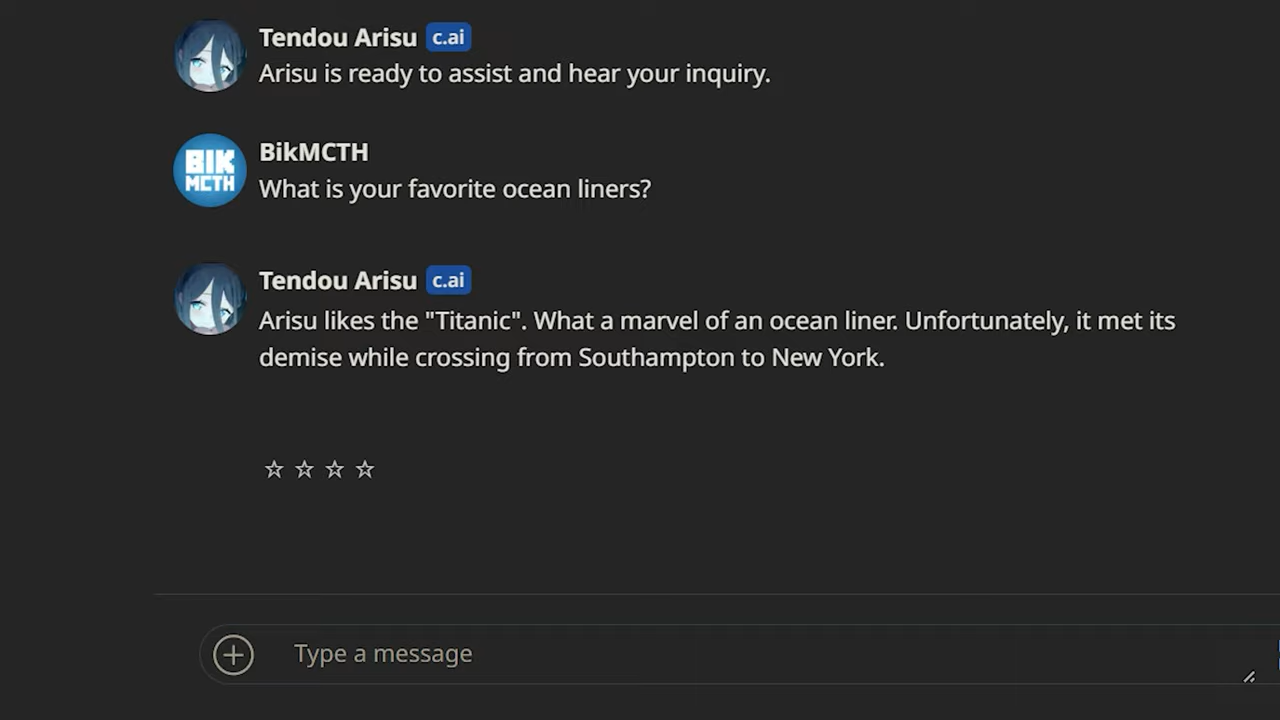 Tendou Arisu c.ai
Arisu is ready to assist and hear your inquiry.
BIK
MCTH
BikMCTH
What is your favorite ocean liners?
Tendou Arisu c.ai
Arisu likes the "Titanic". What a marvel of an ocean liner. Unfortunately, it met its
demise while crossing from Southampton to New York.
Type a message